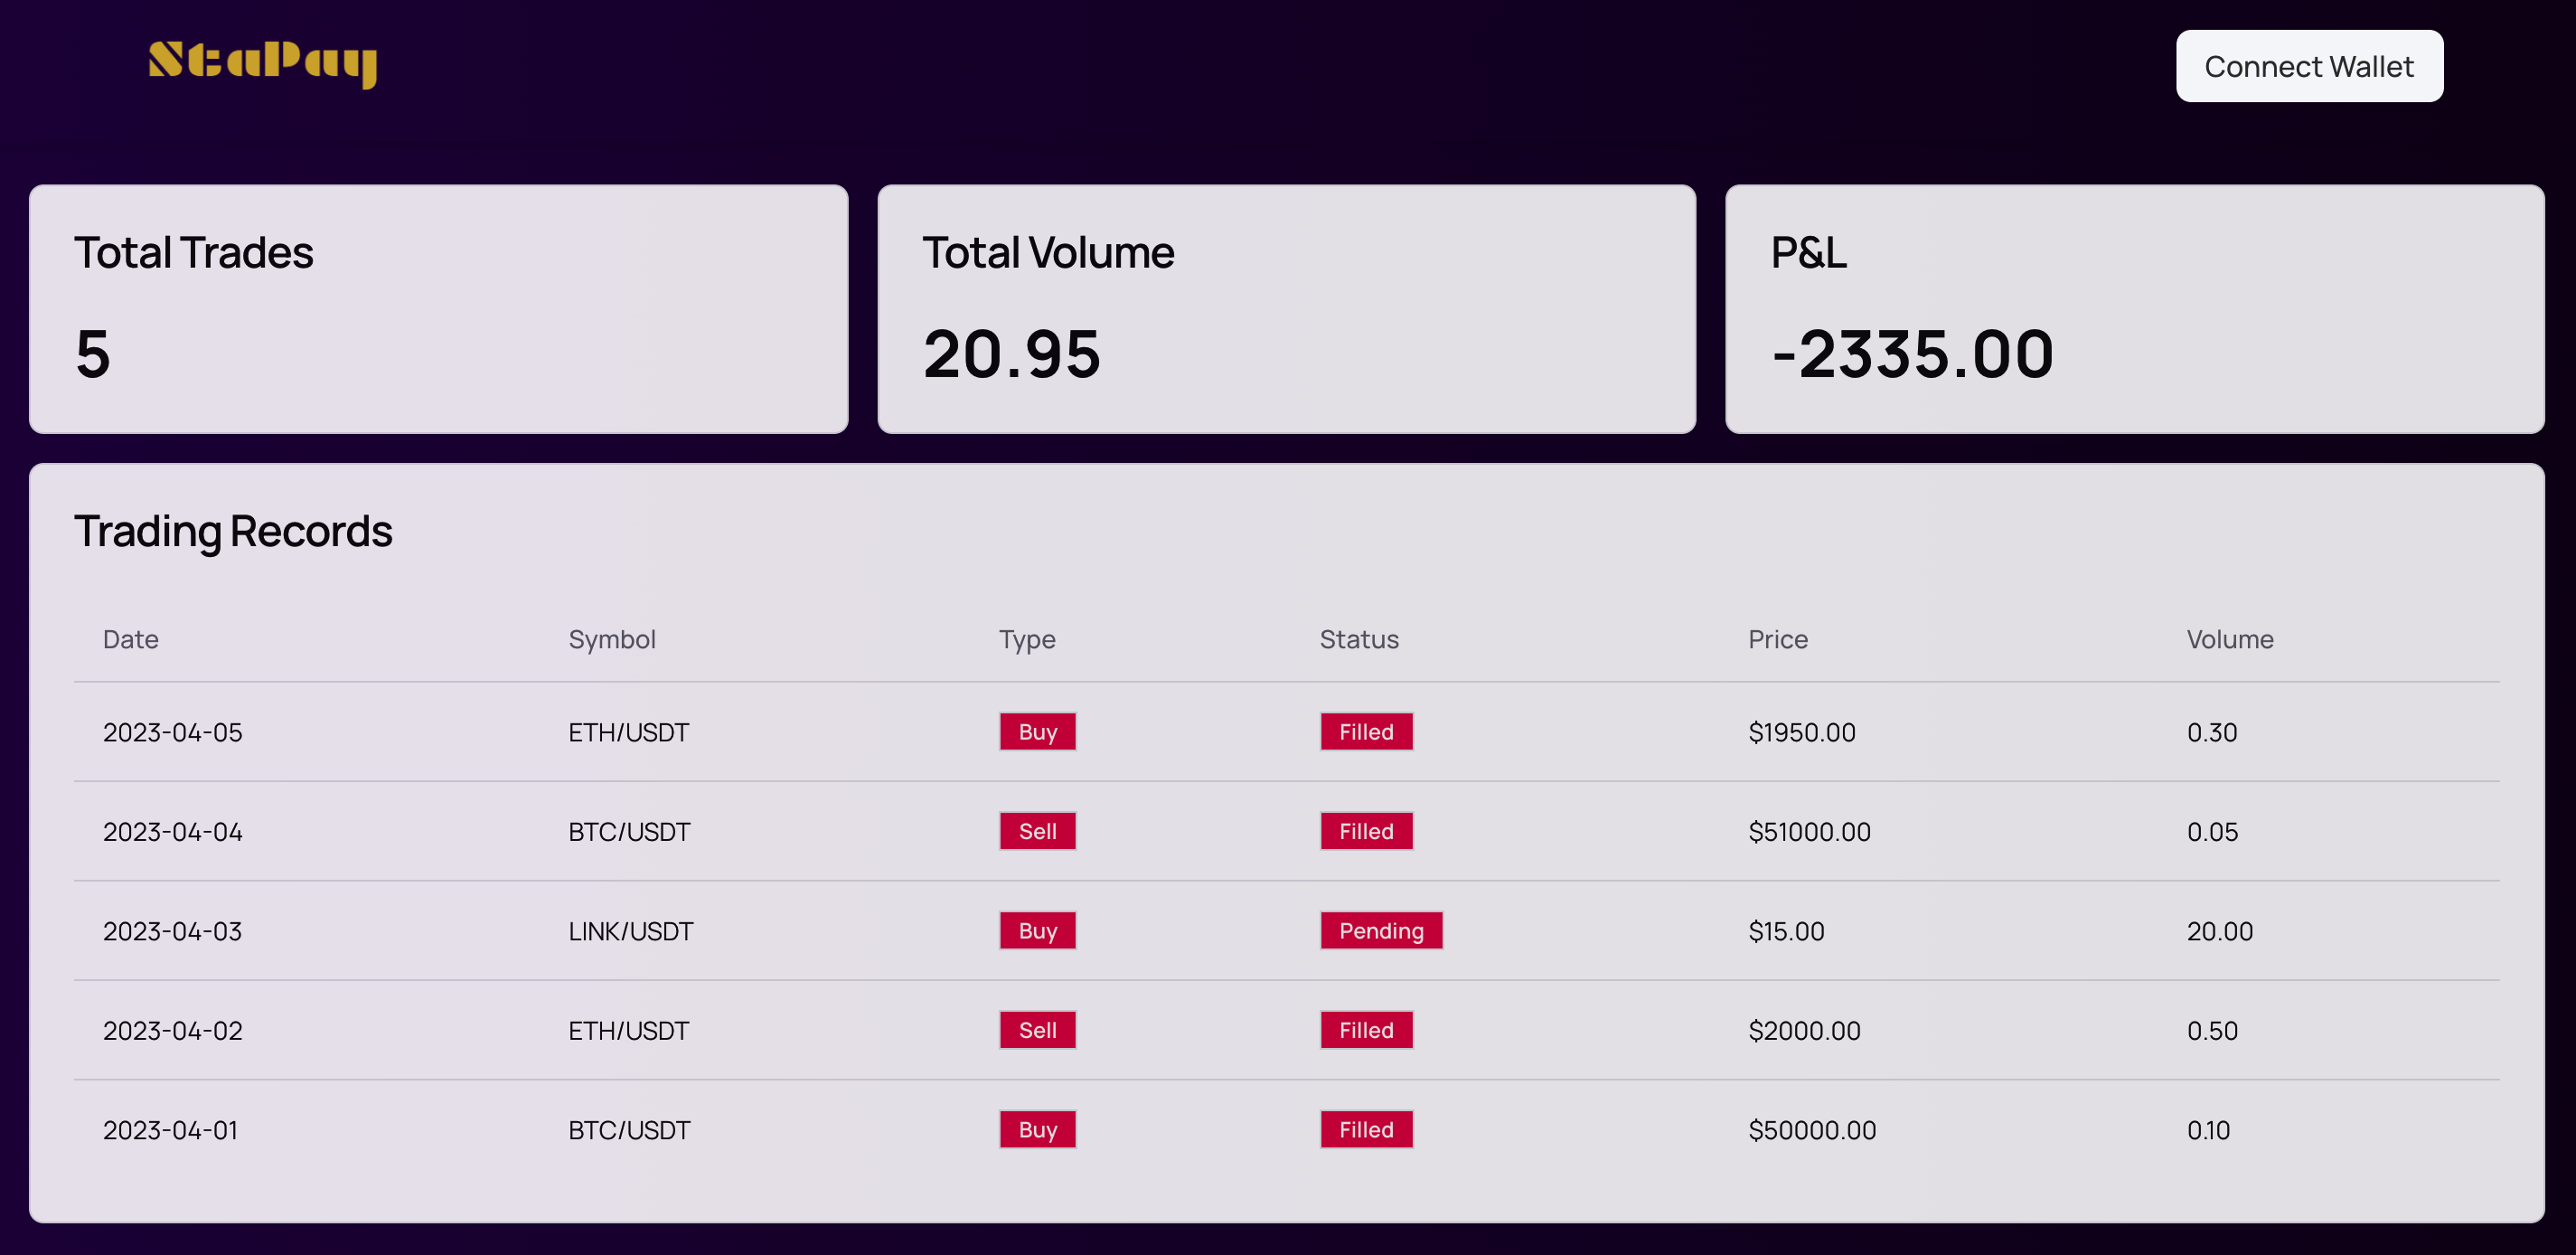 StaPay
Connect Wallet
Total Trades
5
Total Volume
20.95
P&L
-2335.00
Trading Records
Date Symbol Type Status Price Volume
2023-04-05 ETH/USDT Buy Filled $1950.00 0.30
2023-04-04 BTC/USDT Sell Filled $51000.00 0.05
2023-04-03 LINK/USDT Buy Pending $15.00 20.00
2023-04-02 ETH/USDT Sell Filled $2000.00 0.50
2023-04-01 BTC/USDT Buy Filled $50000.00 0.10